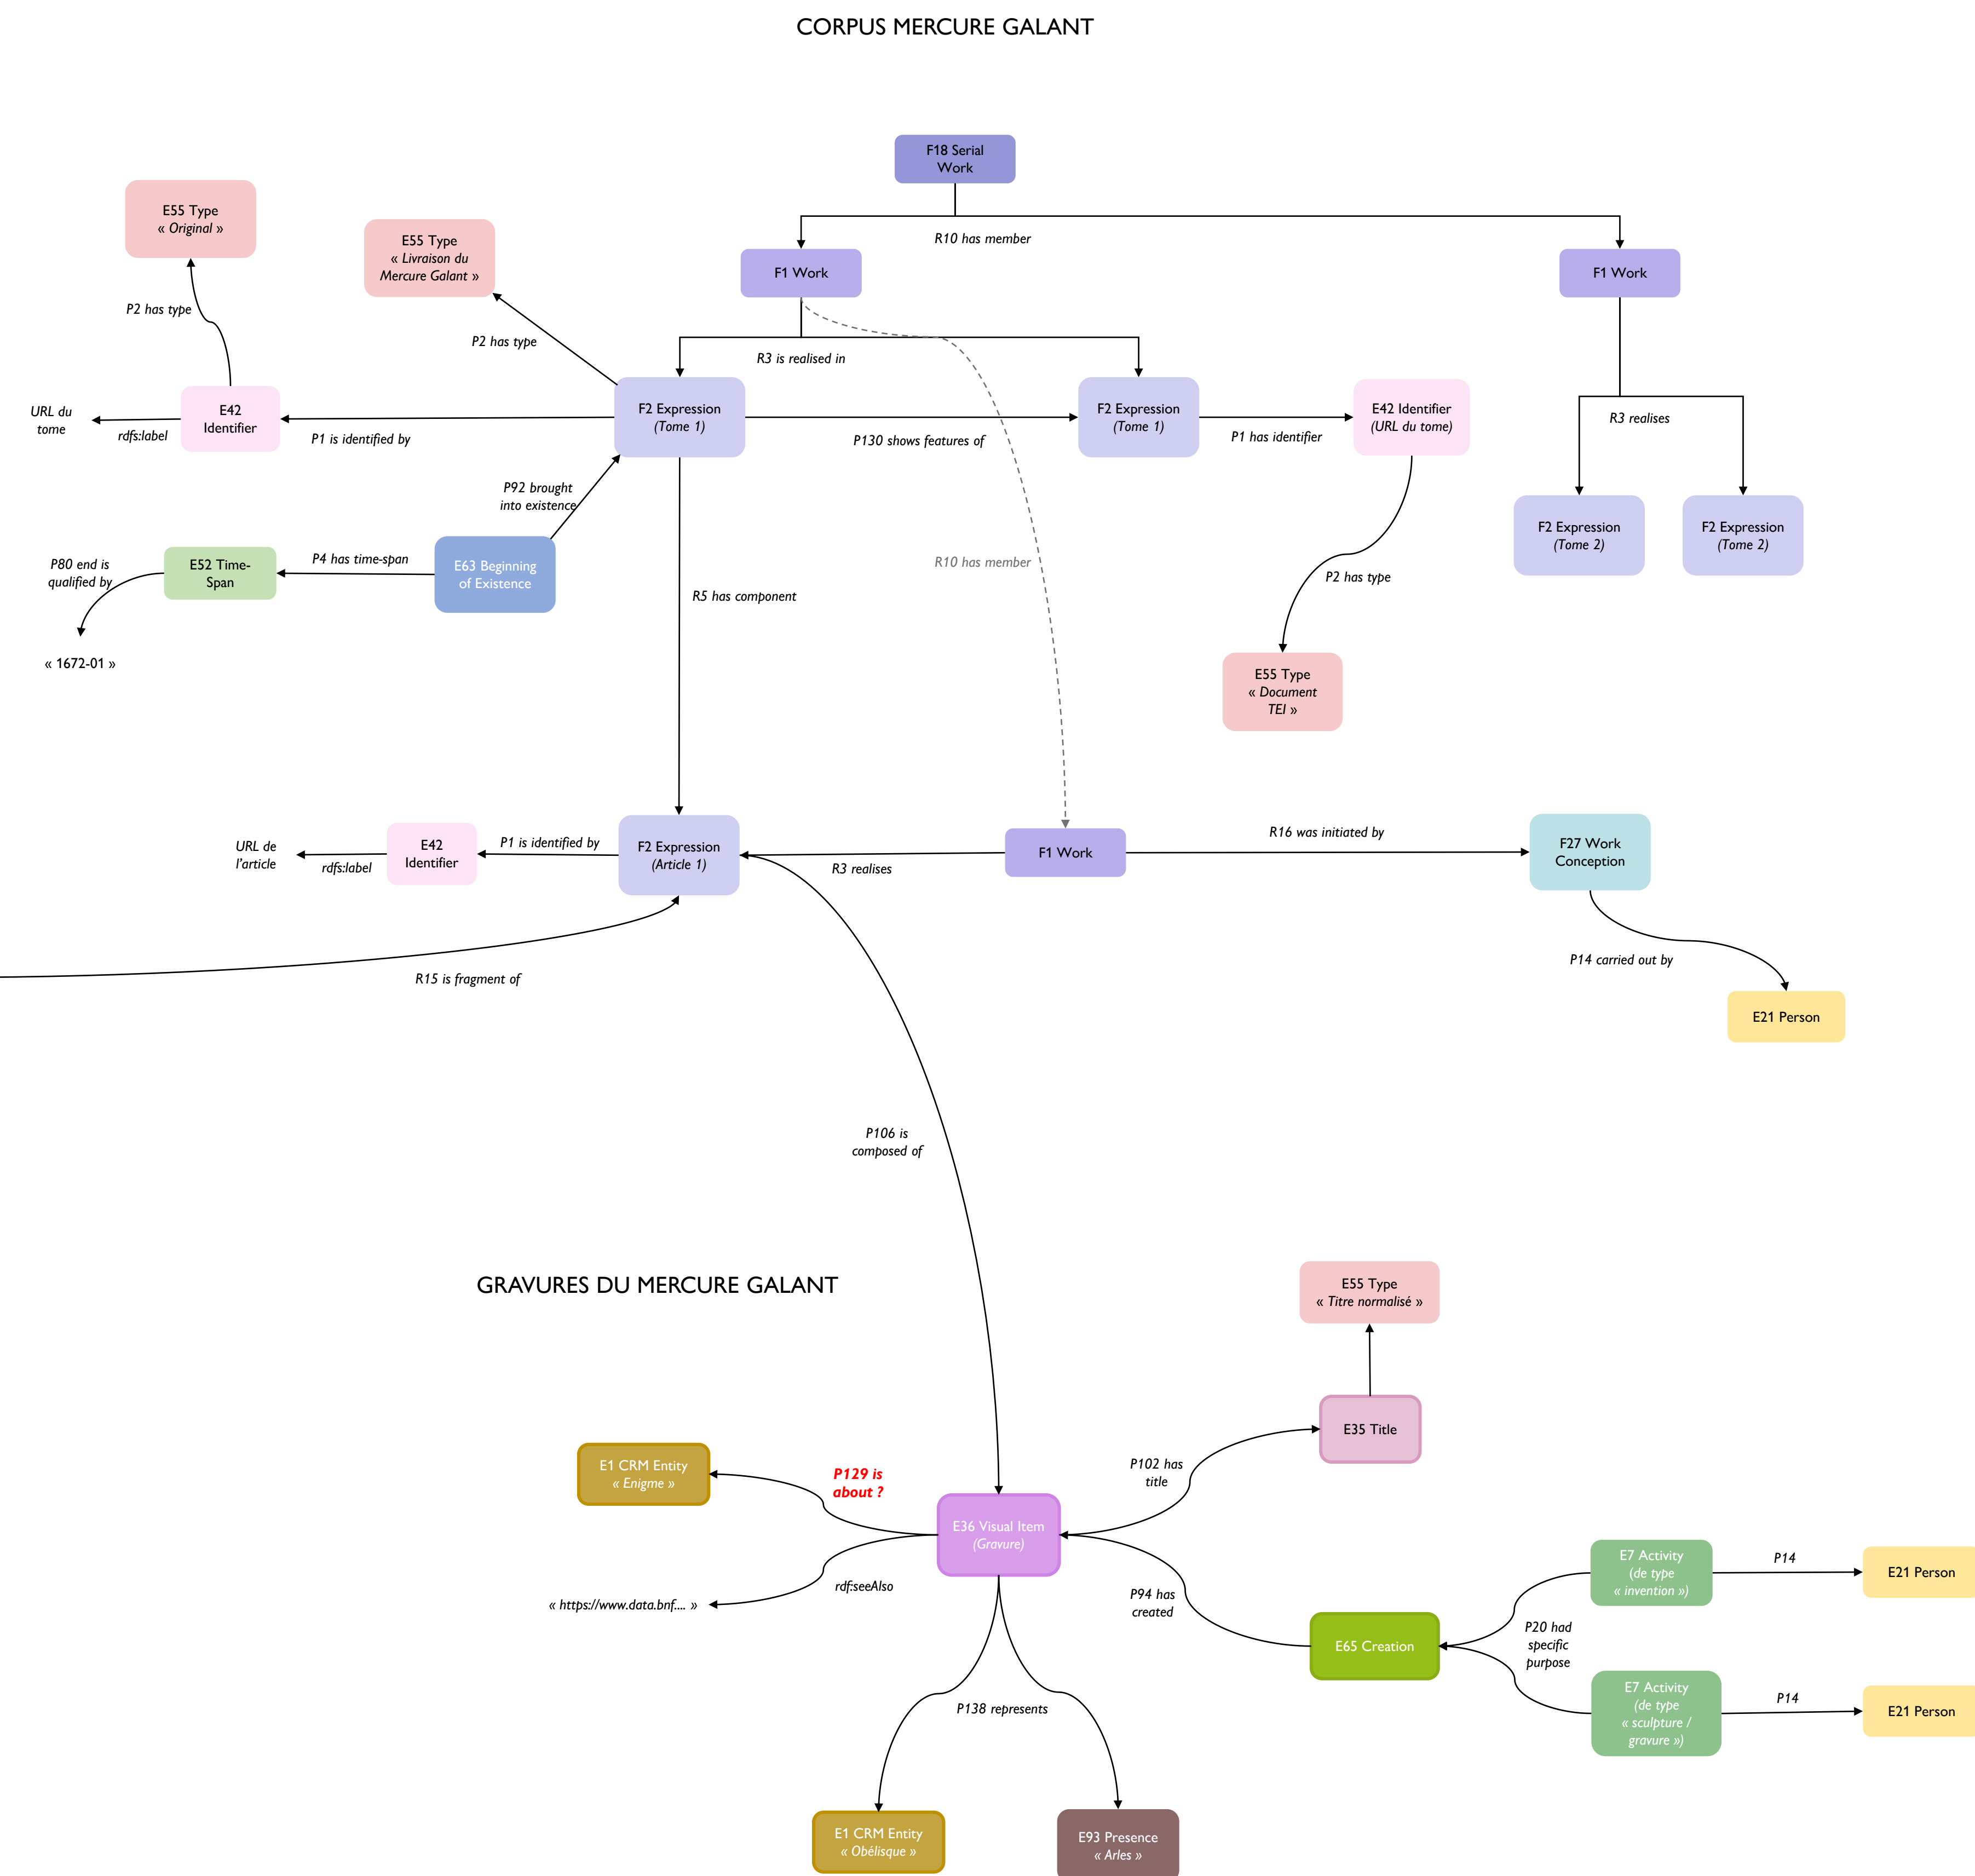 CORPUS MERCURE GALANT
F18 Serial
Work
R10 has member
F1 Work
F1 Work
E55 Type
« Original »
E55 Type
« Livraison du
Mercure Galant »
P2 has type
P2 has type
R3 is realised in
R3 realises
URL du
tome
rdfs:label
E42
Identifier
P1 is identified by
F2 Expression
(Tome 1)
P130 shows features of
F2 Expression
(Tome 1)
P1 has identifier
E42 Identifier
(URL du tome)
F2 Expression
(Tome 2)
F2 Expression
(Tome 2)
P92 brought
into existence
P80 end is
qualified by
E52 Time-
Span
P4 has time-span
E63 Beginning
of Existence
« 1672-01 »
R5 has component
R10 has member
P2 has type
E55 Type
« Document
TEI »
URL de
l'article
rdfs:label
E42
Identifier
P1 is identified by
F2 Expression
(Article 1)
R3 realises
F1 Work
R16 was initiated by
F27 Work
Conception
P14 carried out by
E21 Person
R15 is fragment of
P106 is
composed of
GRAVURES DU MERCURE GALANT
E55 Type
« Titre normalisé »
E35 Title
P102 has
title
E1 CRM Entity
« Enigme »
P129 is
about ?
E36 Visual Item
(Gravure)
rdf:seeAlso
« https://www.data.bnf.... »
P94 has
created
E65 Creation
P20 had
specific
purpose
E7 Activity
(de type
« invention »)
P14
E21 Person
E7 Activity
(de type
« sculpture /
gravure »)
P14
E21 Person
P138 represents
E1 CRM Entity
« Obélisque »
E93 Presence
« Arles »